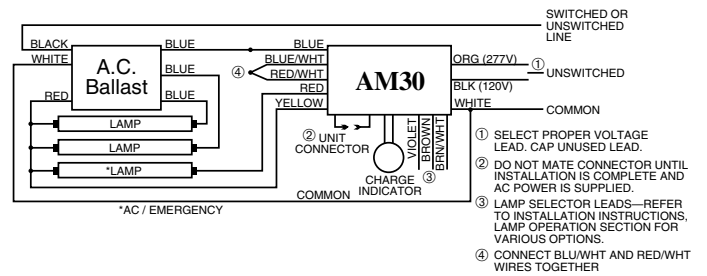 SWITCHED OR
UNSWITCHED
LINE
BLACK
BLUE
BLUE
WHITE
BLUE/WHT
ORG (277V)
①
A.C.
Ballast
BLUE
④
RED/WHT
AM30
UNSWITCHED
RED
BLUE
RED
BLK (120V)
YELLOW
WHITE
COMMON
LAMP
② UNIT
CONNECTOR
VIOLET
BROWN
BRN/WHT
LAMP
③
*LAMP
CHARGE
INDICATOR
COMMON
*AC / EMERGENCY
① SELECT PROPER VOLTAGE
LEAD. CAP UNUSED LEAD.
② DO NOT MATE CONNECTOR UNTIL
INSTALLATION IS COMPLETE AND
AC POWER IS SUPPLIED.
③ LAMP SELECTOR LEADS—REFER
TO INSTALLATION INSTRUCTIONS,
LAMP OPERATION SECTION FOR
VARIOUS OPTIONS.
④ CONNECT BLU/WHT AND RED/WHT
WIRES TOGETHER